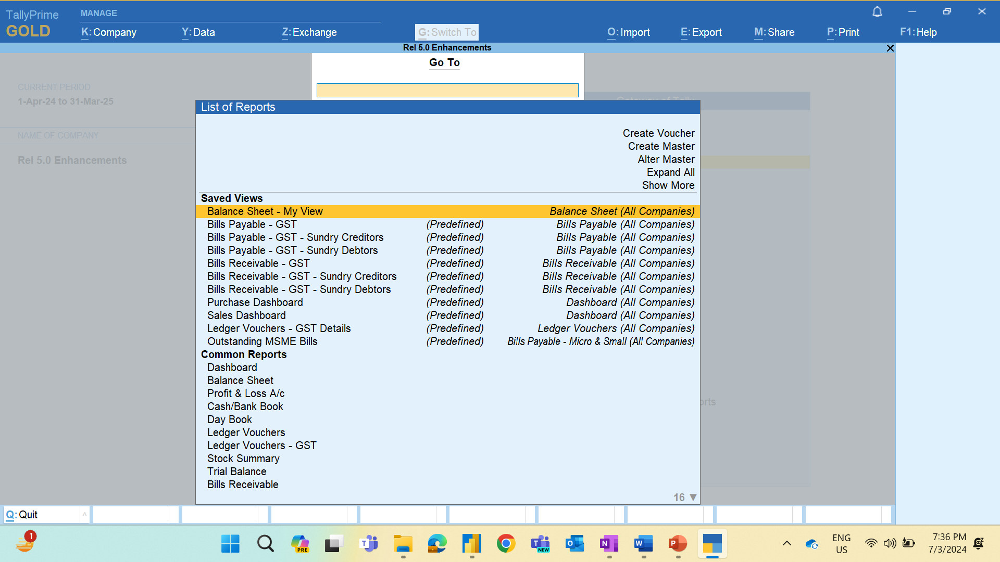 TallyPrime
GOLD
MANAGE
K:Company
Y:Data
Z:Exchange
G:Switch To
O:Import
E:Export
M:Share
P:Print
F1:Help
Rel 5.0 Enhancements
Go To
CURRENT PERIOD
1-Apr-24 to 31-Mar-25
NAME OF COMPANY
Rel 5.0 Enhancements
Gateway of Tally
List of Reports
Create Voucher
Create Master
Alter Master
Expand All
Show More
Saved Views
Balance Sheet - My View Balance Sheet (All Companies)
Bills Payable - GST (Predefined) Bills Payable (All Companies)
Bills Payable - GST - Sundry Creditors (Predefined) Bills Payable (All Companies)
Bills Payable - GST - Sundry Debtors (Predefined) Bills Payable (All Companies)
Bills Receivable - GST (Predefined) Bills Receivable (All Companies)
Bills Receivable - GST - Sundry Creditors (Predefined) Bills Receivable (All Companies)
Bills Receivable - GST - Sundry Debtors (Predefined) Bills Receivable (All Companies)
Purchase Dashboard (Predefined) Dashboard (All Companies)
Sales Dashboard (Predefined) Dashboard (All Companies)
Ledger Vouchers - GST Details (Predefined) Ledger Vouchers (All Companies)
Outstanding MSME Bills (Predefined) Bills Payable - Micro & Small (All Companies)
Common Reports
Dashboard
Balance Sheet
Profit & Loss A/c
Cash/Bank Book
Day Book
Ledger Vouchers
Ledger Vouchers - GST
Stock Summary
Trial Balance
Bills Receivable
16 ▼
orts
Q:Quit
1
PRE
T
T
NEW
O
N
W
P
ENG
US
7:36 PM
7/3/2024